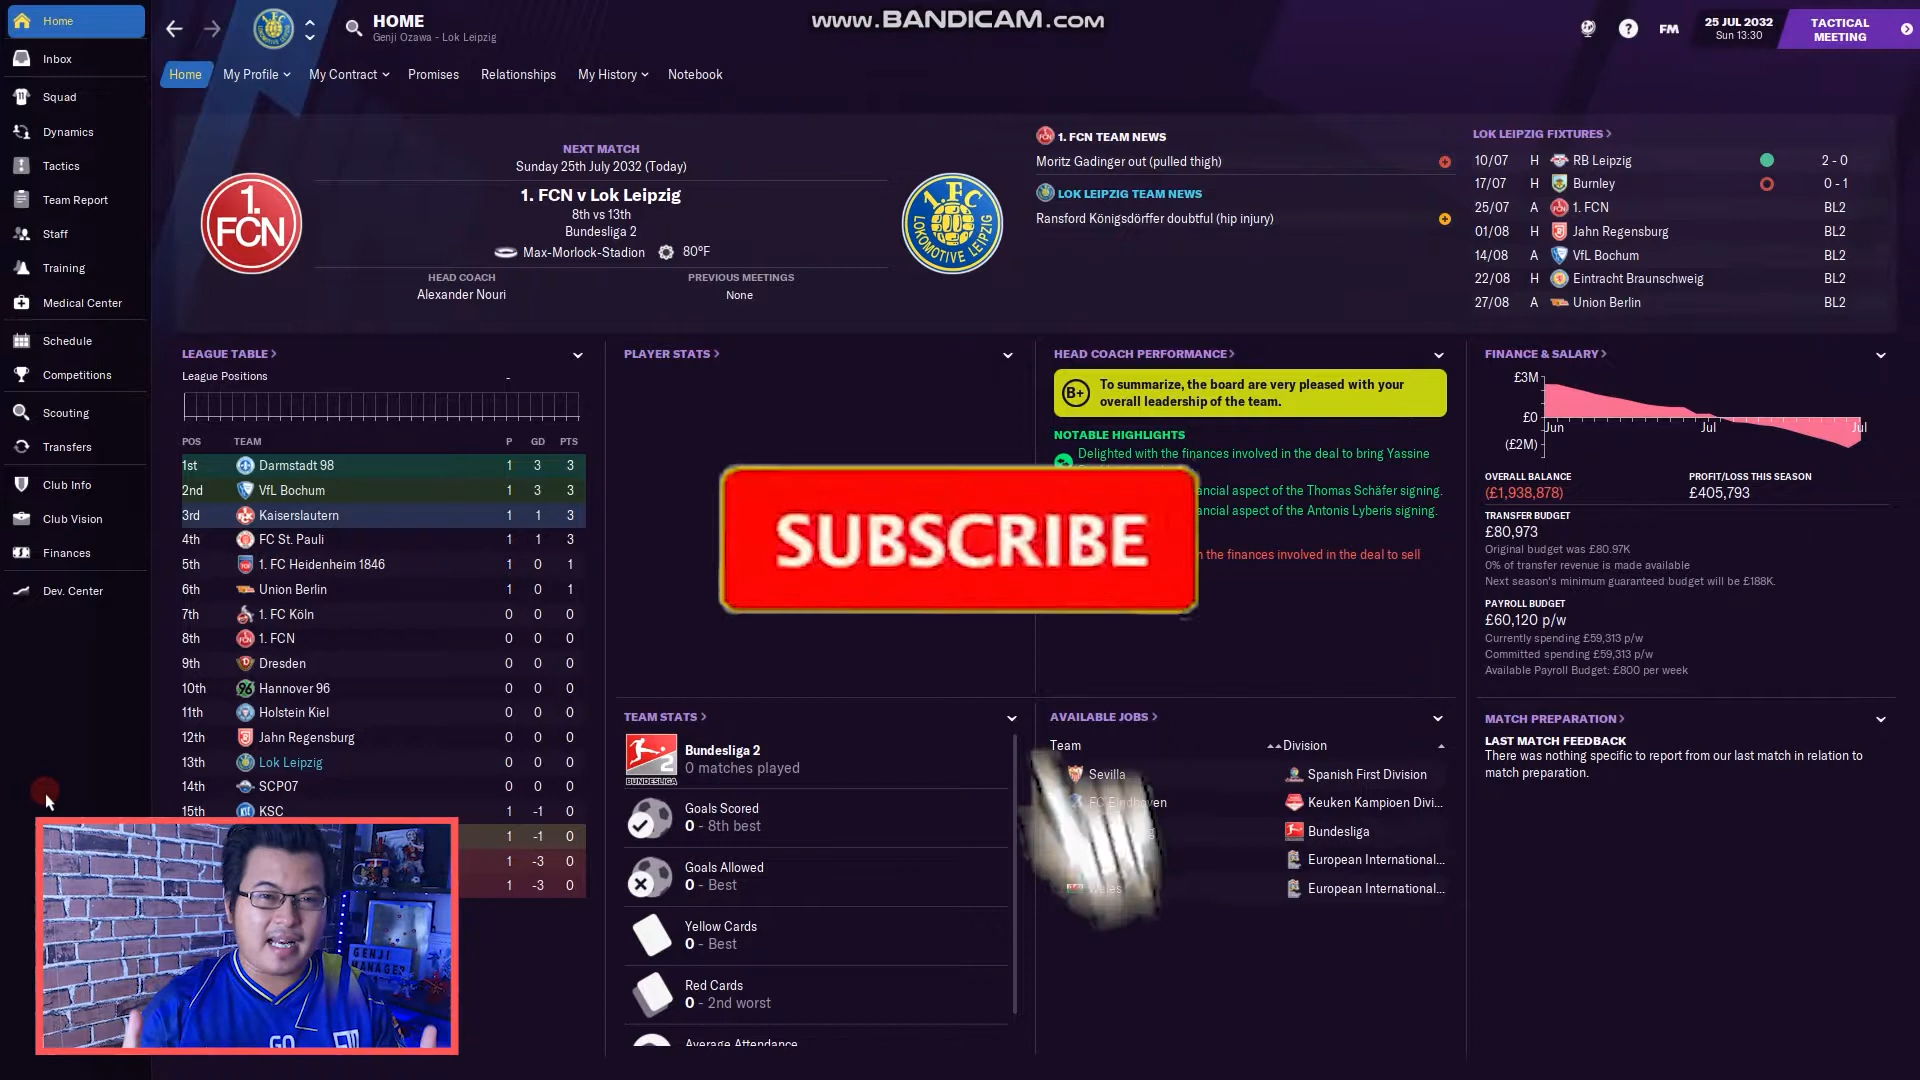 Home
HOME
Genji Ozawa - Lok Leipzig
www.BANDICAM.com
FM
25 JUL 2032
Sun 13:30
TACTICAL
MEETING
Inbox
Squad
Dynamics
Tactics
Team Report
Staff
Training
Medical Center
Schedule
Competitions
Scouting
Transfers
Club Info
Club Vision
Finances
Dev. Center
Home
My Profile
My Contract
Promises
Relationships
My History
Notebook
1.
FCN
NEXT MATCH
Sunday 25th July 2032 (Today)
1. FCN v Lok Leipzig
8th vs 13th
Bundesliga 2
Max-Morlock-Stadion
80°F
HEAD COACH
Alexander Nouri
PREVIOUS MEETINGS
None
1.FC
LOKOMOTIVE LEIPZIG
1. FCN TEAM NEWS
Moritz Gadinger out (pulled thigh)
LOK LEIPZIG TEAM NEWS
Ransford Königsdörffer doubtful (hip injury)
LOK LEIPZIG FIXTURES
10/07 H RB Leipzig 2 - 0
17/07 H Burnley 0 - 1
25/07 A 1. FCN BL2
01/08 H Jahn Regensburg BL2
14/08 A VfL Bochum BL2
22/08 H Eintracht Braunschweig BL2
27/08 A Union Berlin BL2
LEAGUE TABLE
League Positions -
POS TEAM P GD PTS
1st Darmstadt 98 1 3 3
2nd VfL Bochum 1 3 3
3rd Kaiserslautern 1 1 3
4th FC St. Pauli 1 1 3
5th 1. FC Heidenheim 1846 1 0 1
6th Union Berlin 1 0 1
7th 1. FC Köln 0 0 0
8th 1. FCN 0 0 0
9th Dresden 0 0 0
10th Hannover 96 0 0 0
11th Holstein Kiel 0 0 0
12th Jahn Regensburg 0 0 0
13th Lok Leipzig 0 0 0
14th SCP07 0 0 0
15th KSC 1 -1 0
1 -1 0
1 -3 0
1 -3 0
GENJI
MANAGER
GO
PLAYER STATS
SUBSCRIBE
TEAM STATS
Bundesliga 2
0 matches played
BUNDESLIGA
Goals Scored
0 - 8th best
Goals Allowed
0 - Best
Yellow Cards
0 - Best
Red Cards
0 - 2nd worst
Average Attendance
HEAD COACH PERFORMANCE
B+
To summarize, the board are very pleased with your
overall leadership of the team.
NOTABLE HIGHLIGHTS
Delighted with the finances involved in the deal to bring Yassine
ancial aspect of the Thomas Schäfer signing.
ancial aspect of the Antonis Lyberis signing.
the finances involved in the deal to sell
AVAILABLE JOBS
Team Division
Sevilla Spanish First Division
FC Eindhoven Keuken Kampioen Divi...
Bundesliga
European International...
Wales European International...
FINANCE & SALARY
£3M
£0
(£2M)
Jun
Jul
Jul
OVERALL BALANCE
(£1,938,878)
PROFIT/LOSS THIS SEASON
£405,793
TRANSFER BUDGET
£80,973
Original budget was £80.97K
0% of transfer revenue is made available
Next season's minimum guaranteed budget will be £188K.
PAYROLL BUDGET
£60,120 p/w
Currently spending £59,313 p/w
Committed spending £59,313 p/w
Available Payroll Budget: £800 per week
MATCH PREPARATION
LAST MATCH FEEDBACK
There was nothing specific to report from our last match in relation to
match preparation.